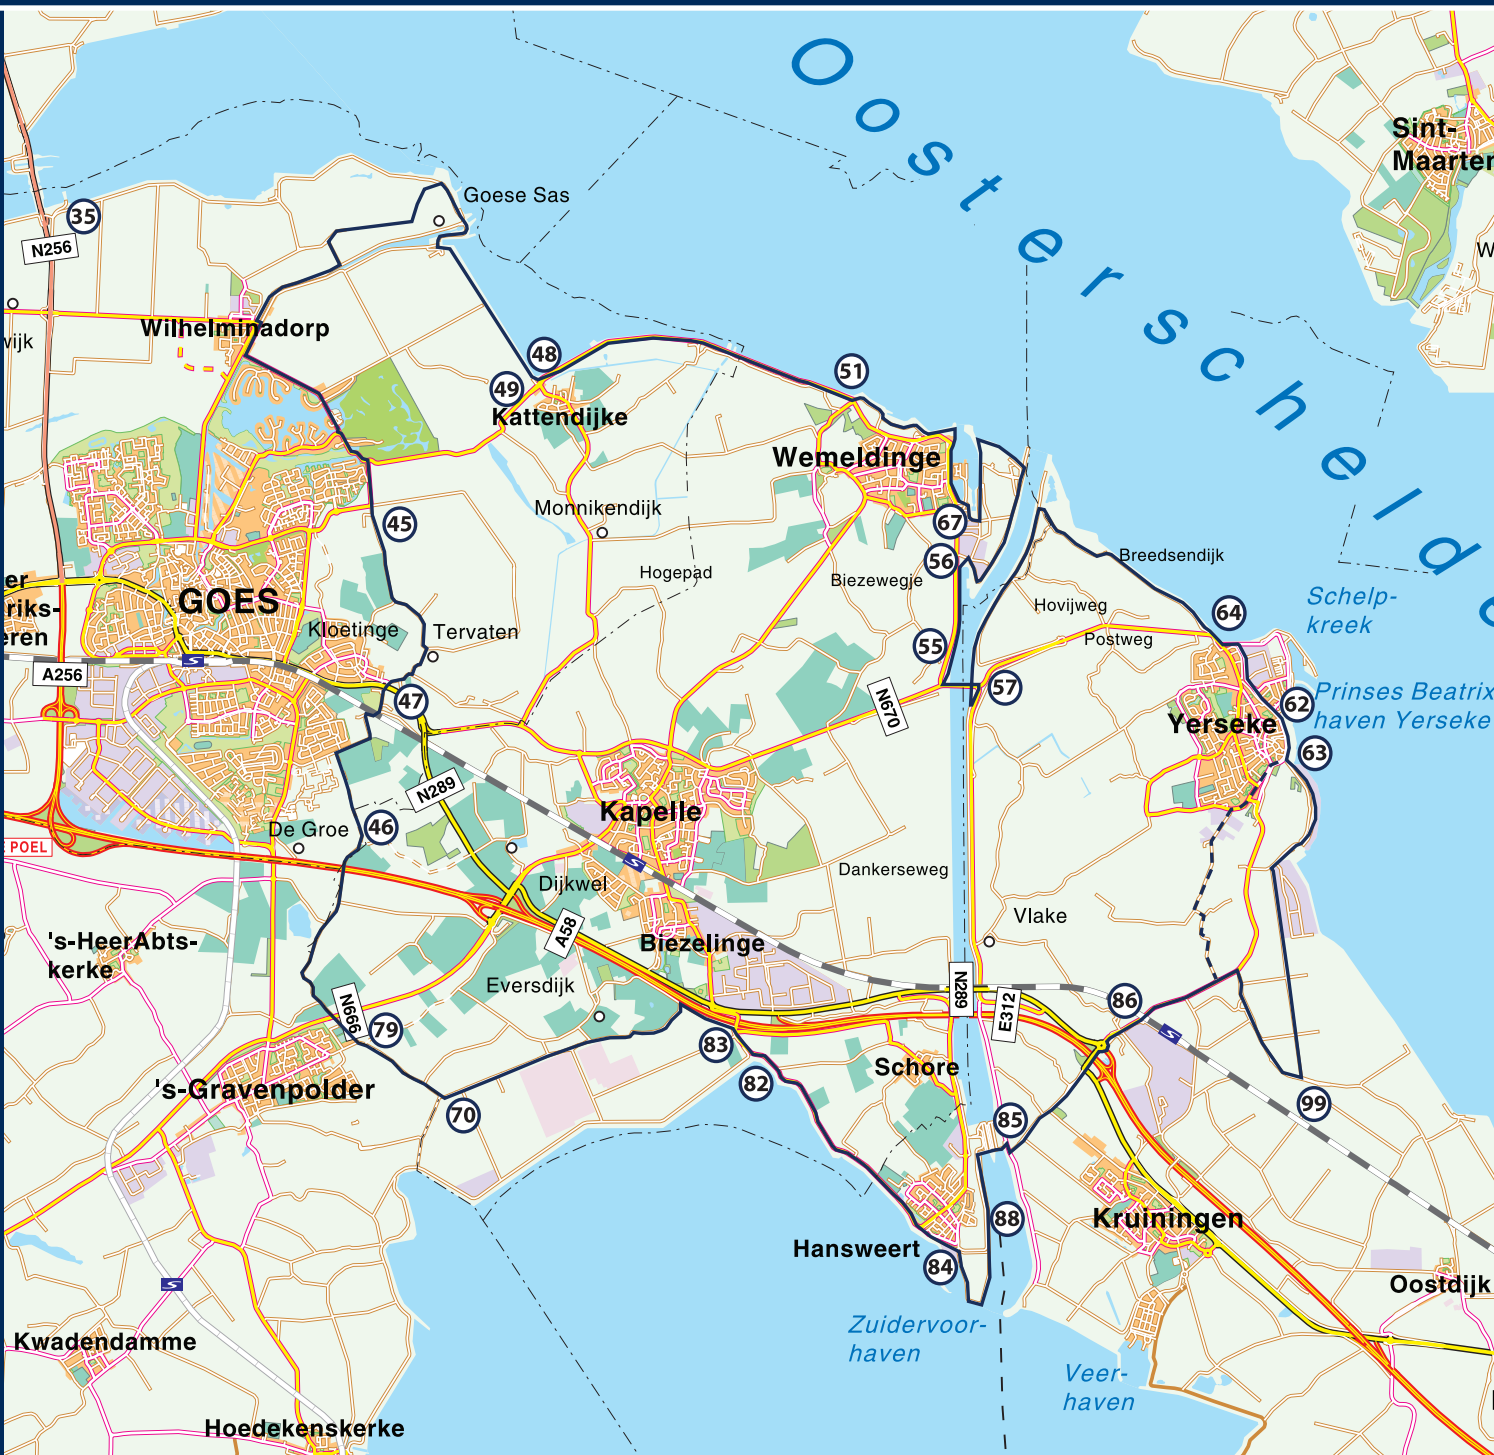 Oosterschelde
Sint-
Maarten
35
N256
Goese Sas
Wilhelminadorp
wijk
48
49
Kattendijke
51
Wemeldinge
45
Monnikendijk
67
56
Breedsendijk
Hogepad
Biezewegje
Hovijweg
Schelp-
kreek
64
GOES
Kloetinge
Tervaten
riks-
eren
Postweg
55
57
A256
47
N670
62
Prinses Beatrix
haven Yerseke
Yerseke
63
N289
Kapelle
De Groe
46
POEL
Dijkwel
Dankerseweg
A58
Vlake
's-HeerAbts-
kerke
Biezelinge
Eversdijk
N289
E312
86
N666
79
83
Schore
's-Gravenpolder
82
70
85
99
Kruiningen
88
Hansweert
84
Oostdijk
Zuidervoor-
haven
Kwadendamme
Veer-
haven
Hoedekenskerke